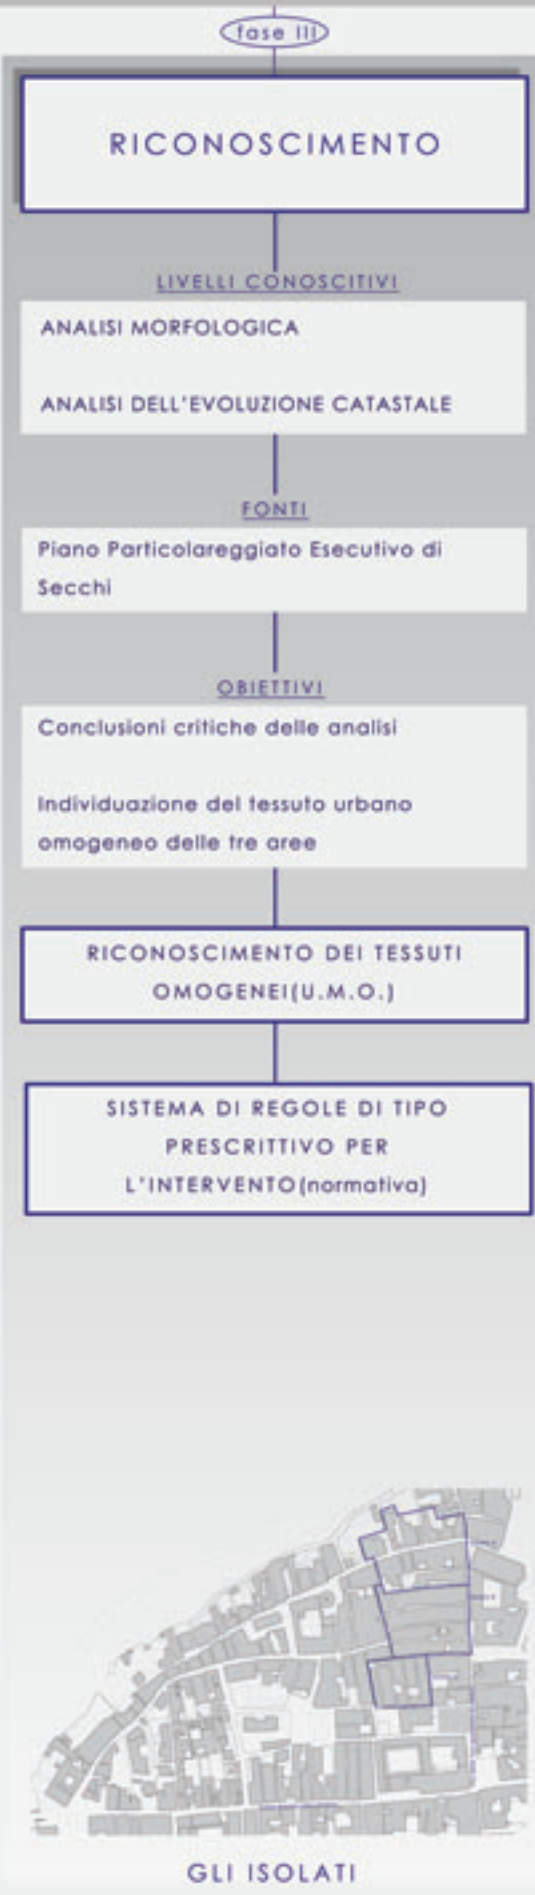 fase III
RICONOSCIMENTO
LIVELLI CONOSCITIVI
ANALISI MORFOLOGICA
ANALISI DELL'EVOLUZIONE CATASTALE
FONTI
Piano Particolareggiato Esecutivo di
Secchi
OBIETTIVI
Conclusioni critiche delle analisi
Individuazione del tessuto urbano
omogeneo delle tre aree
RICONOSCIMENTO DEI TESSUTI
OMOGENEI(U.M.O.)
SISTEMA DI REGOLE DI TIPO
PRESCRITTIVO PER
L'INTERVENTO(normativa)
GLI ISOLATI